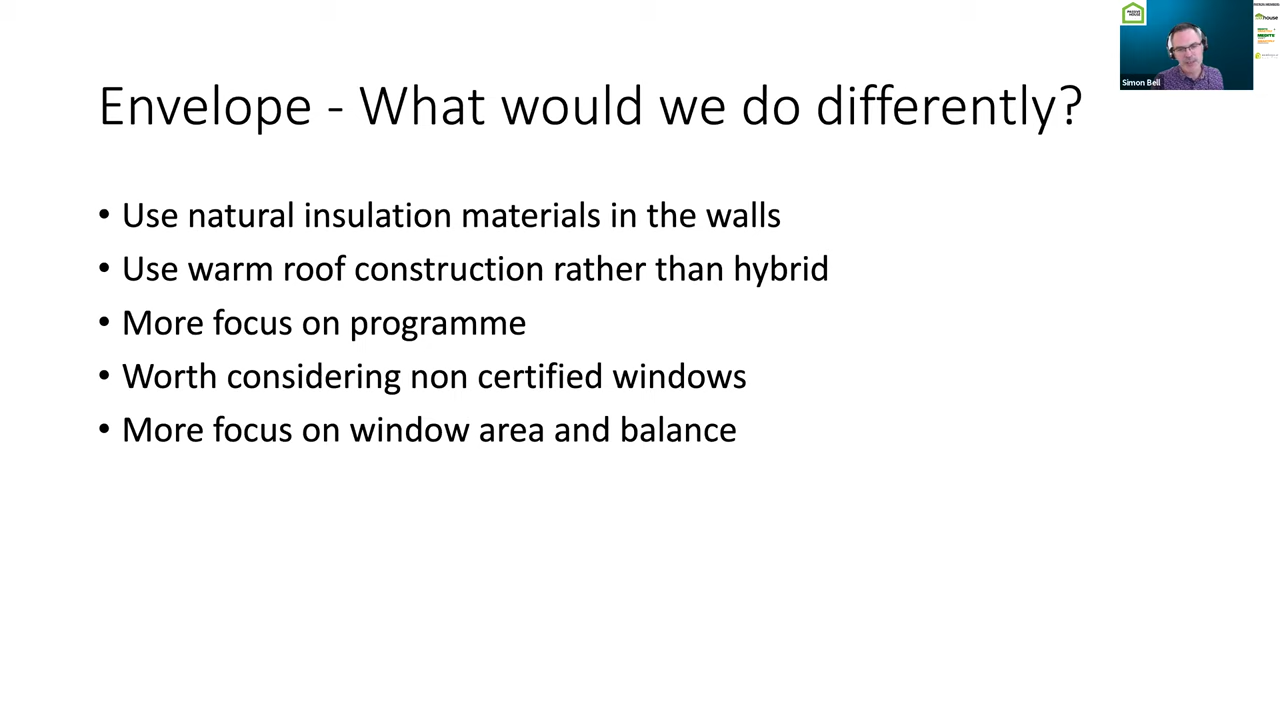 Envelope - What would we do differently?
• Use natural insulation materials in the walls
• Use warm roof construction rather than hybrid
• More focus on programme
• Worth considering non certified windows
• More focus on window area and balance
Simon Bell